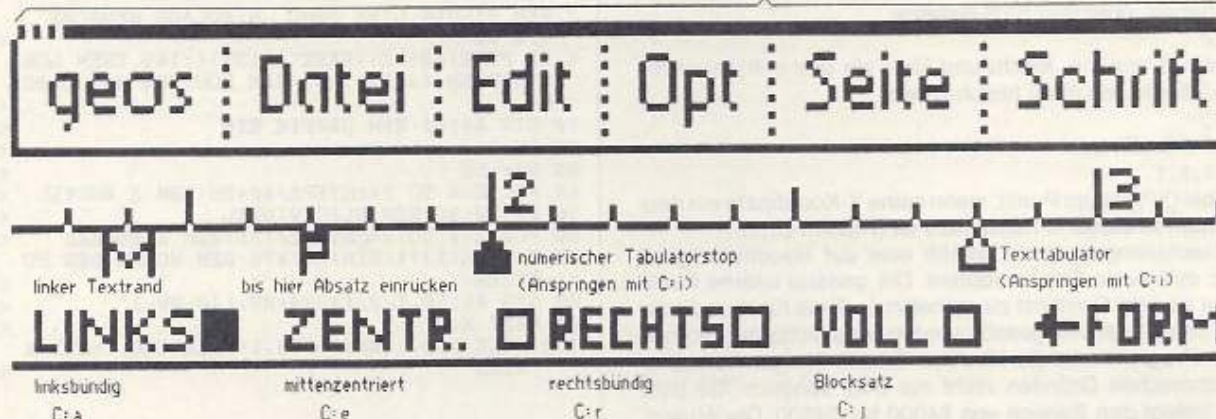 geos Datei Edit Opt Seite Schrift
2 3
M P
linker Textrand bis hier Absatz einrücken numerischer Tabulatorstop Texttabulator
(Anspringen mit C=i) (Anspringen mit C=i)
LINKS ZENTR. RECHTS VOLL ←FORM
linksbündig mittenzentriert rechtsbündig Blocksatz
C=a C=e C=r C=j